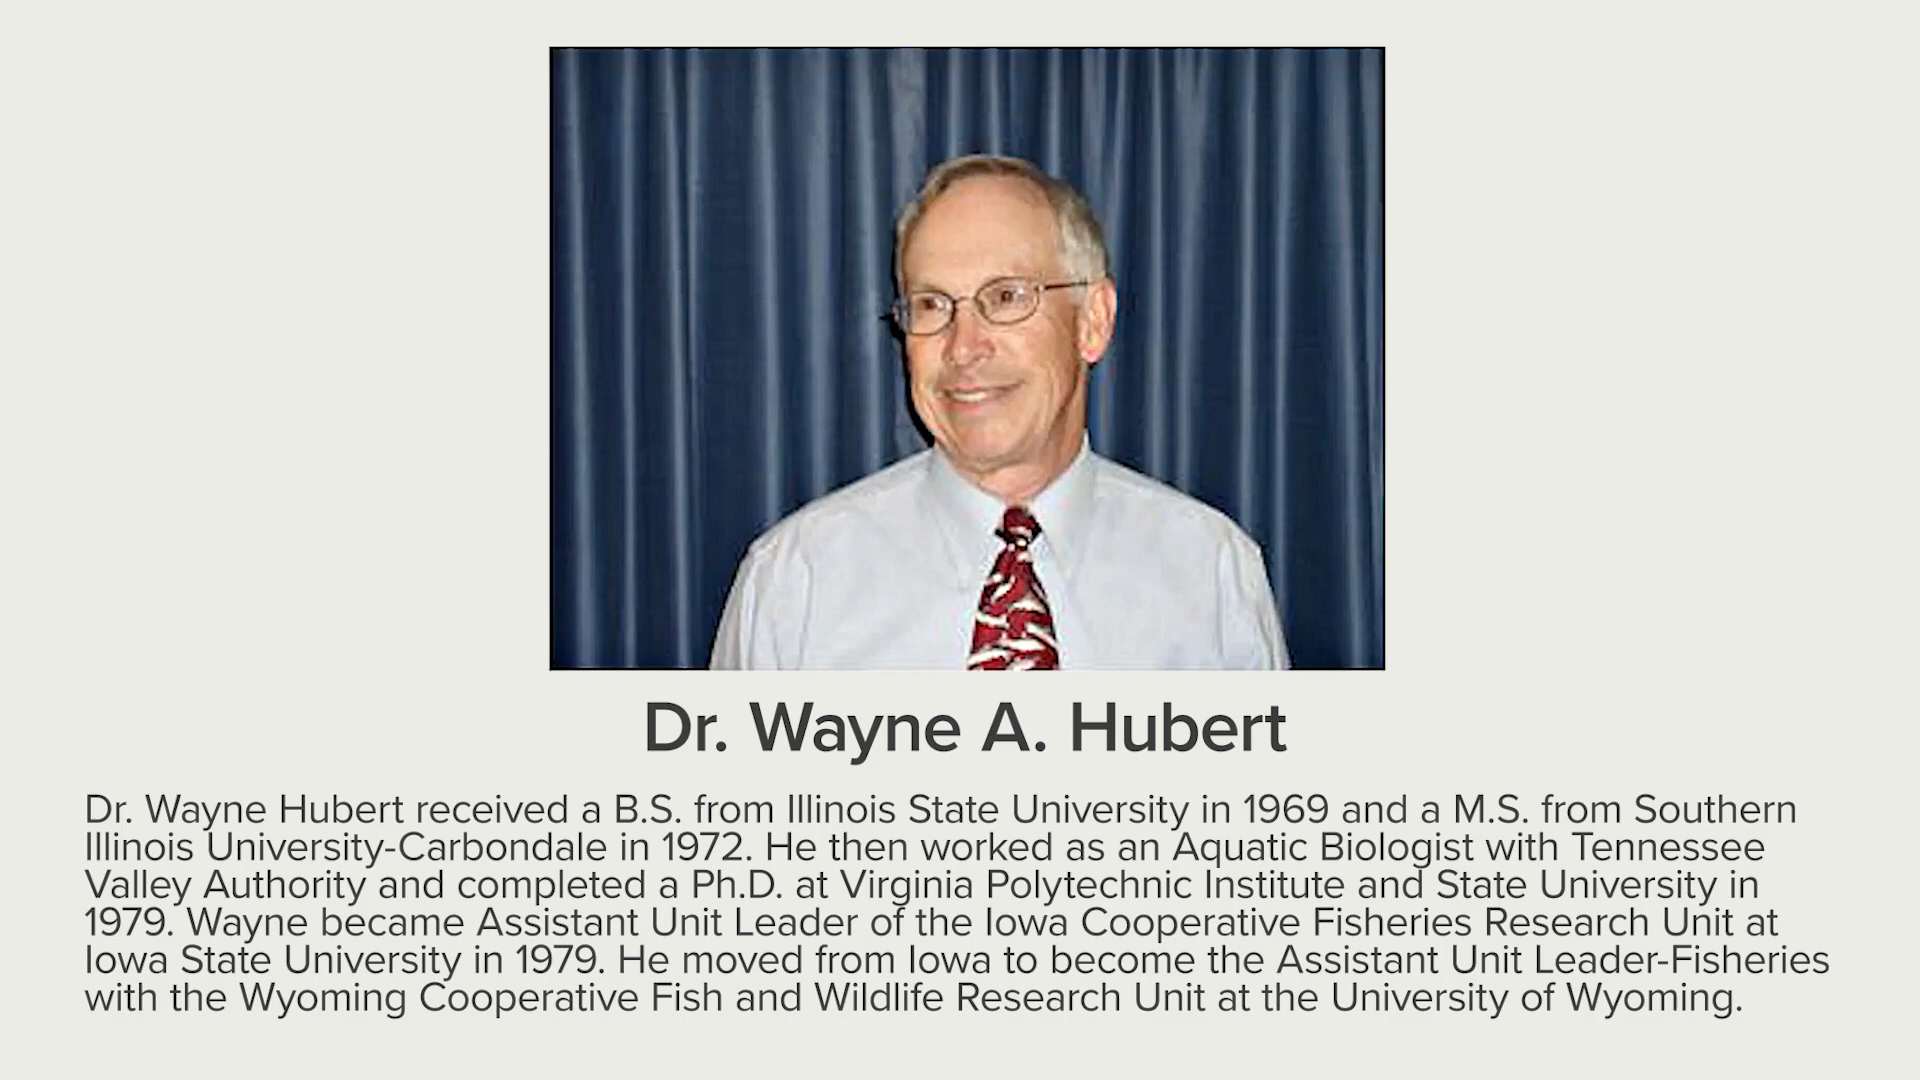 Dr. Wayne A. Hubert
Dr. Wayne Hubert received a B.S. from Illinois State University in 1969 and a M.S. from Southern
Illinois University-Carbondale in 1972. He then worked as an Aquatic Biologist with Tennessee
Valley Authority and completed a Ph.D. at Virginia Polytechnic Institute and State University in
1979. Wayne became Assistant Unit Leader of the Iowa Cooperative Fisheries Research Unit at
Iowa State University in 1979. He moved from Iowa to become the Assistant Unit Leader-Fisheries
with the Wyoming Cooperative Fish and Wildlife Research Unit at the University of Wyoming.